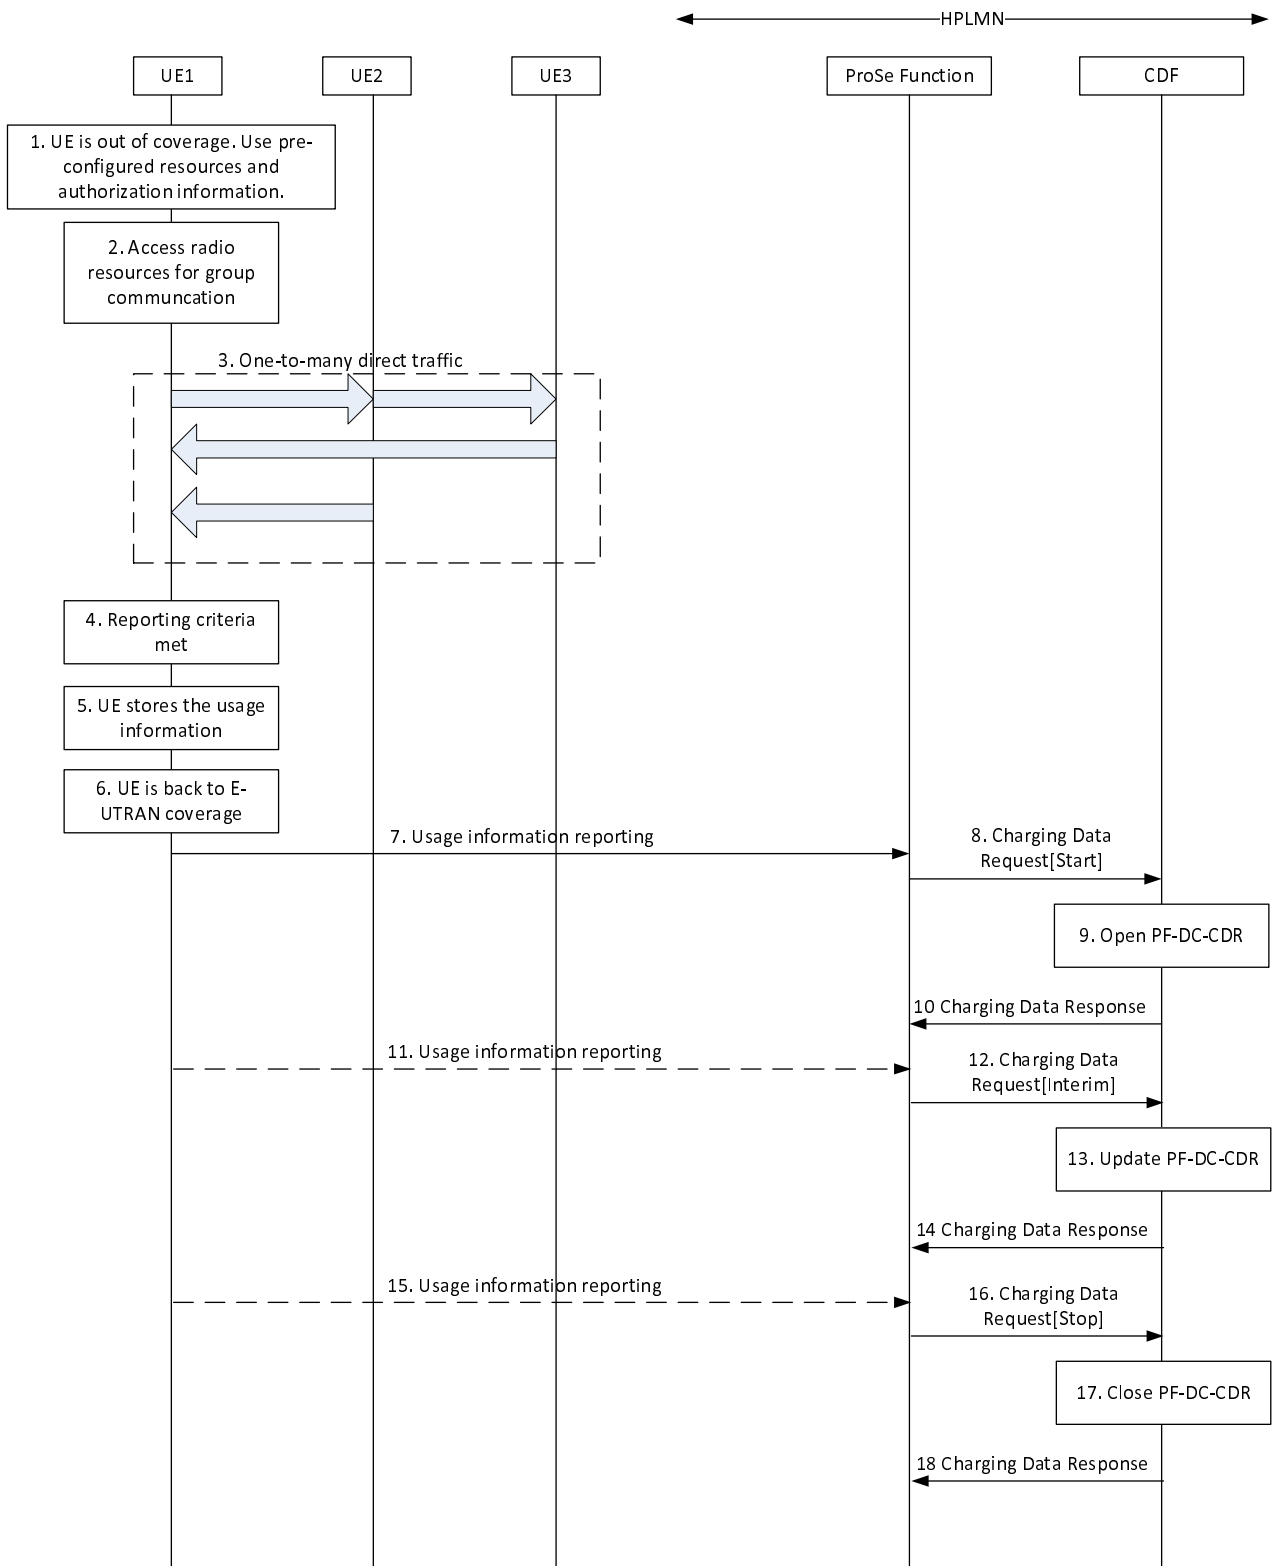 HPLMN
UE1
UE2
UE3
ProSe Function
CDF
1. UE is out of coverage. Use pre-
configured resources and
authorization information.
2. Access radio
resources for group
communcation
3. One-to-many direct traffic
4. Reporting criteria
met
5. UE stores the usage
information
6. UE is back to E-
UTRAN coverage
7. Usage information reporting
8. Charging Data
Request[Start]
9. Open PF-DC-CDR
10 Charging Data Response
11. Usage information reporting
12. Charging Data
Request[Interim]
13. Update PF-DC-CDR
14 Charging Data Response
15. Usage information reporting
16. Charging Data
Request[Stop]
17. Close PF-DC-CDR
18 Charging Data Response